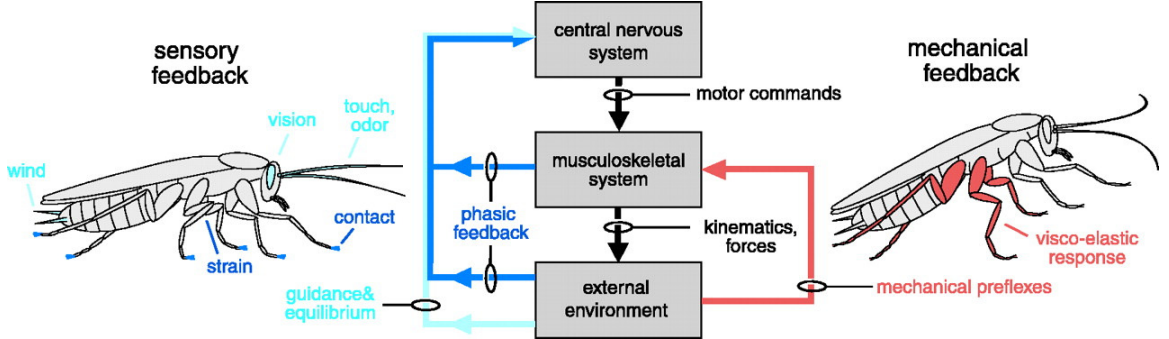 sensory
feedback
wind
vision
touch,
odor
contact
strain
central nervous
system
motor commands
musculoskeletal
system
phasic
feedback
kinematics,
forces
guidance&
equilibrium
external
environment
mechanical
feedback
visco-elastic
response
mechanical preflexes